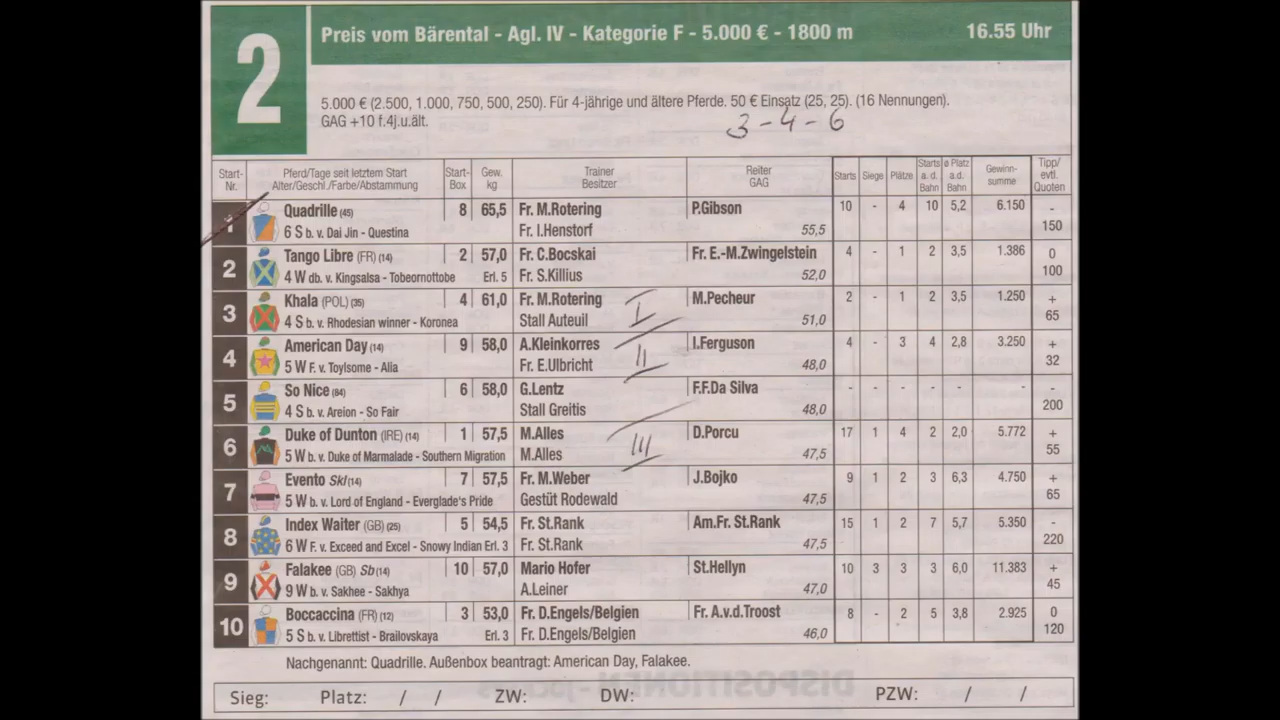 2
Preis vom Bärental - Agl. IV - Kategorie F - 5.000 € - 1800 m 16.55 Uhr
5.000 € (2.500, 1.000, 750, 500, 250). Für 4-jährige und ältere Pferde. 50 € Einsatz (25, 25). (16 Nennungen).
GAG +10 f.4j.u.ält.
3-4-6
Start-Nr. Pferd/Tage seit letztem Start Alter/Geschl./Farbe/Abstammung Start-Box Gew. kg Trainer Besitzer Reiter GAG Starts Siege Plätze Starts a. d. Bahn ø Platz a.d. Bahn Gewinn-summe Tipp/ evtl. Quoten
1 Quadrille (45) 8 65,5 Fr. M.Rotering P.Gibson 10 - 4 10 5,2 6.150 -
6 S b. v. Dai Jin - Questina Fr. I.Henstorf 55,5 150
2 Tango Libre (FR) (14) 2 57,0 Fr. C.Bocskai Fr. E.-M.Zwingelstein 4 - 1 2 3,5 1.386 0
4 W db. v. Kingsalsa - Tobeornottobe Erl. 5 Fr. S.Killius 52,0 100
3 Khala (POL) (35) 4 61,0 Fr. M.Rotering I M.Pecheur 2 - 1 2 3,5 1.250 +
4 S b. v. Rhodesian winner - Koronea Stall Auteuil 51,0 65
4 American Day (14) 9 58,0 A.Kleinkorres II I.Ferguson 4 - 3 4 2,8 3.250 +
5 W F. v. Toylsome - Alia Fr. E.Ulbricht 48,0 32
5 So Nice (84) 6 58,0 G.Lentz F.F.Da Silva - - - - - - -
4 S b. v. Areion - So Fair Stall Greitis 48,0 200
6 Duke of Dunton (IRE) (14) 1 57,5 M.Alles III D.Porcu 17 1 4 2 2,0 5.772 +
5 W b. v. Duke of Marmalade - Southern Migration M.Alles 47,5 55
7 Evento Skl (14) 7 57,5 Fr. M.Weber J.Bojko 9 1 2 3 6,3 4.750 +
5 W b. v. Lord of England - Everglade's Pride Gestüt Rodewald 47,5 65
8 Index Waiter (GB) (25) 5 54,5 Fr. St.Rank Am.Fr. St.Rank 15 1 2 7 5,7 5.350 -
6 W F. v. Exceed and Excel - Snowy Indian Erl. 3 Fr. St.Rank 47,5 220
9 Falakee (GB) Sb (14) 10 57,0 Mario Hofer St.Hellyn 10 3 3 3 6,0 11.383 +
9 W b. v. Sakhee - Sakhya A.Leiner 47,0 45
10 Boccaccina (FR) (12) 3 53,0 Fr. D.Engels/Belgien Fr. A.v.d.Troost 8 - 2 5 3,8 2.925 0
5 S b. v. Librettist - Brailovskaya Erl. 3 Fr. D.Engels/Belgien 46,0 120
Nachgenannt: Quadrille. Außenbox beantragt: American Day, Falakee.
Sieg: Platz: / / ZW: DW: PZW: / /